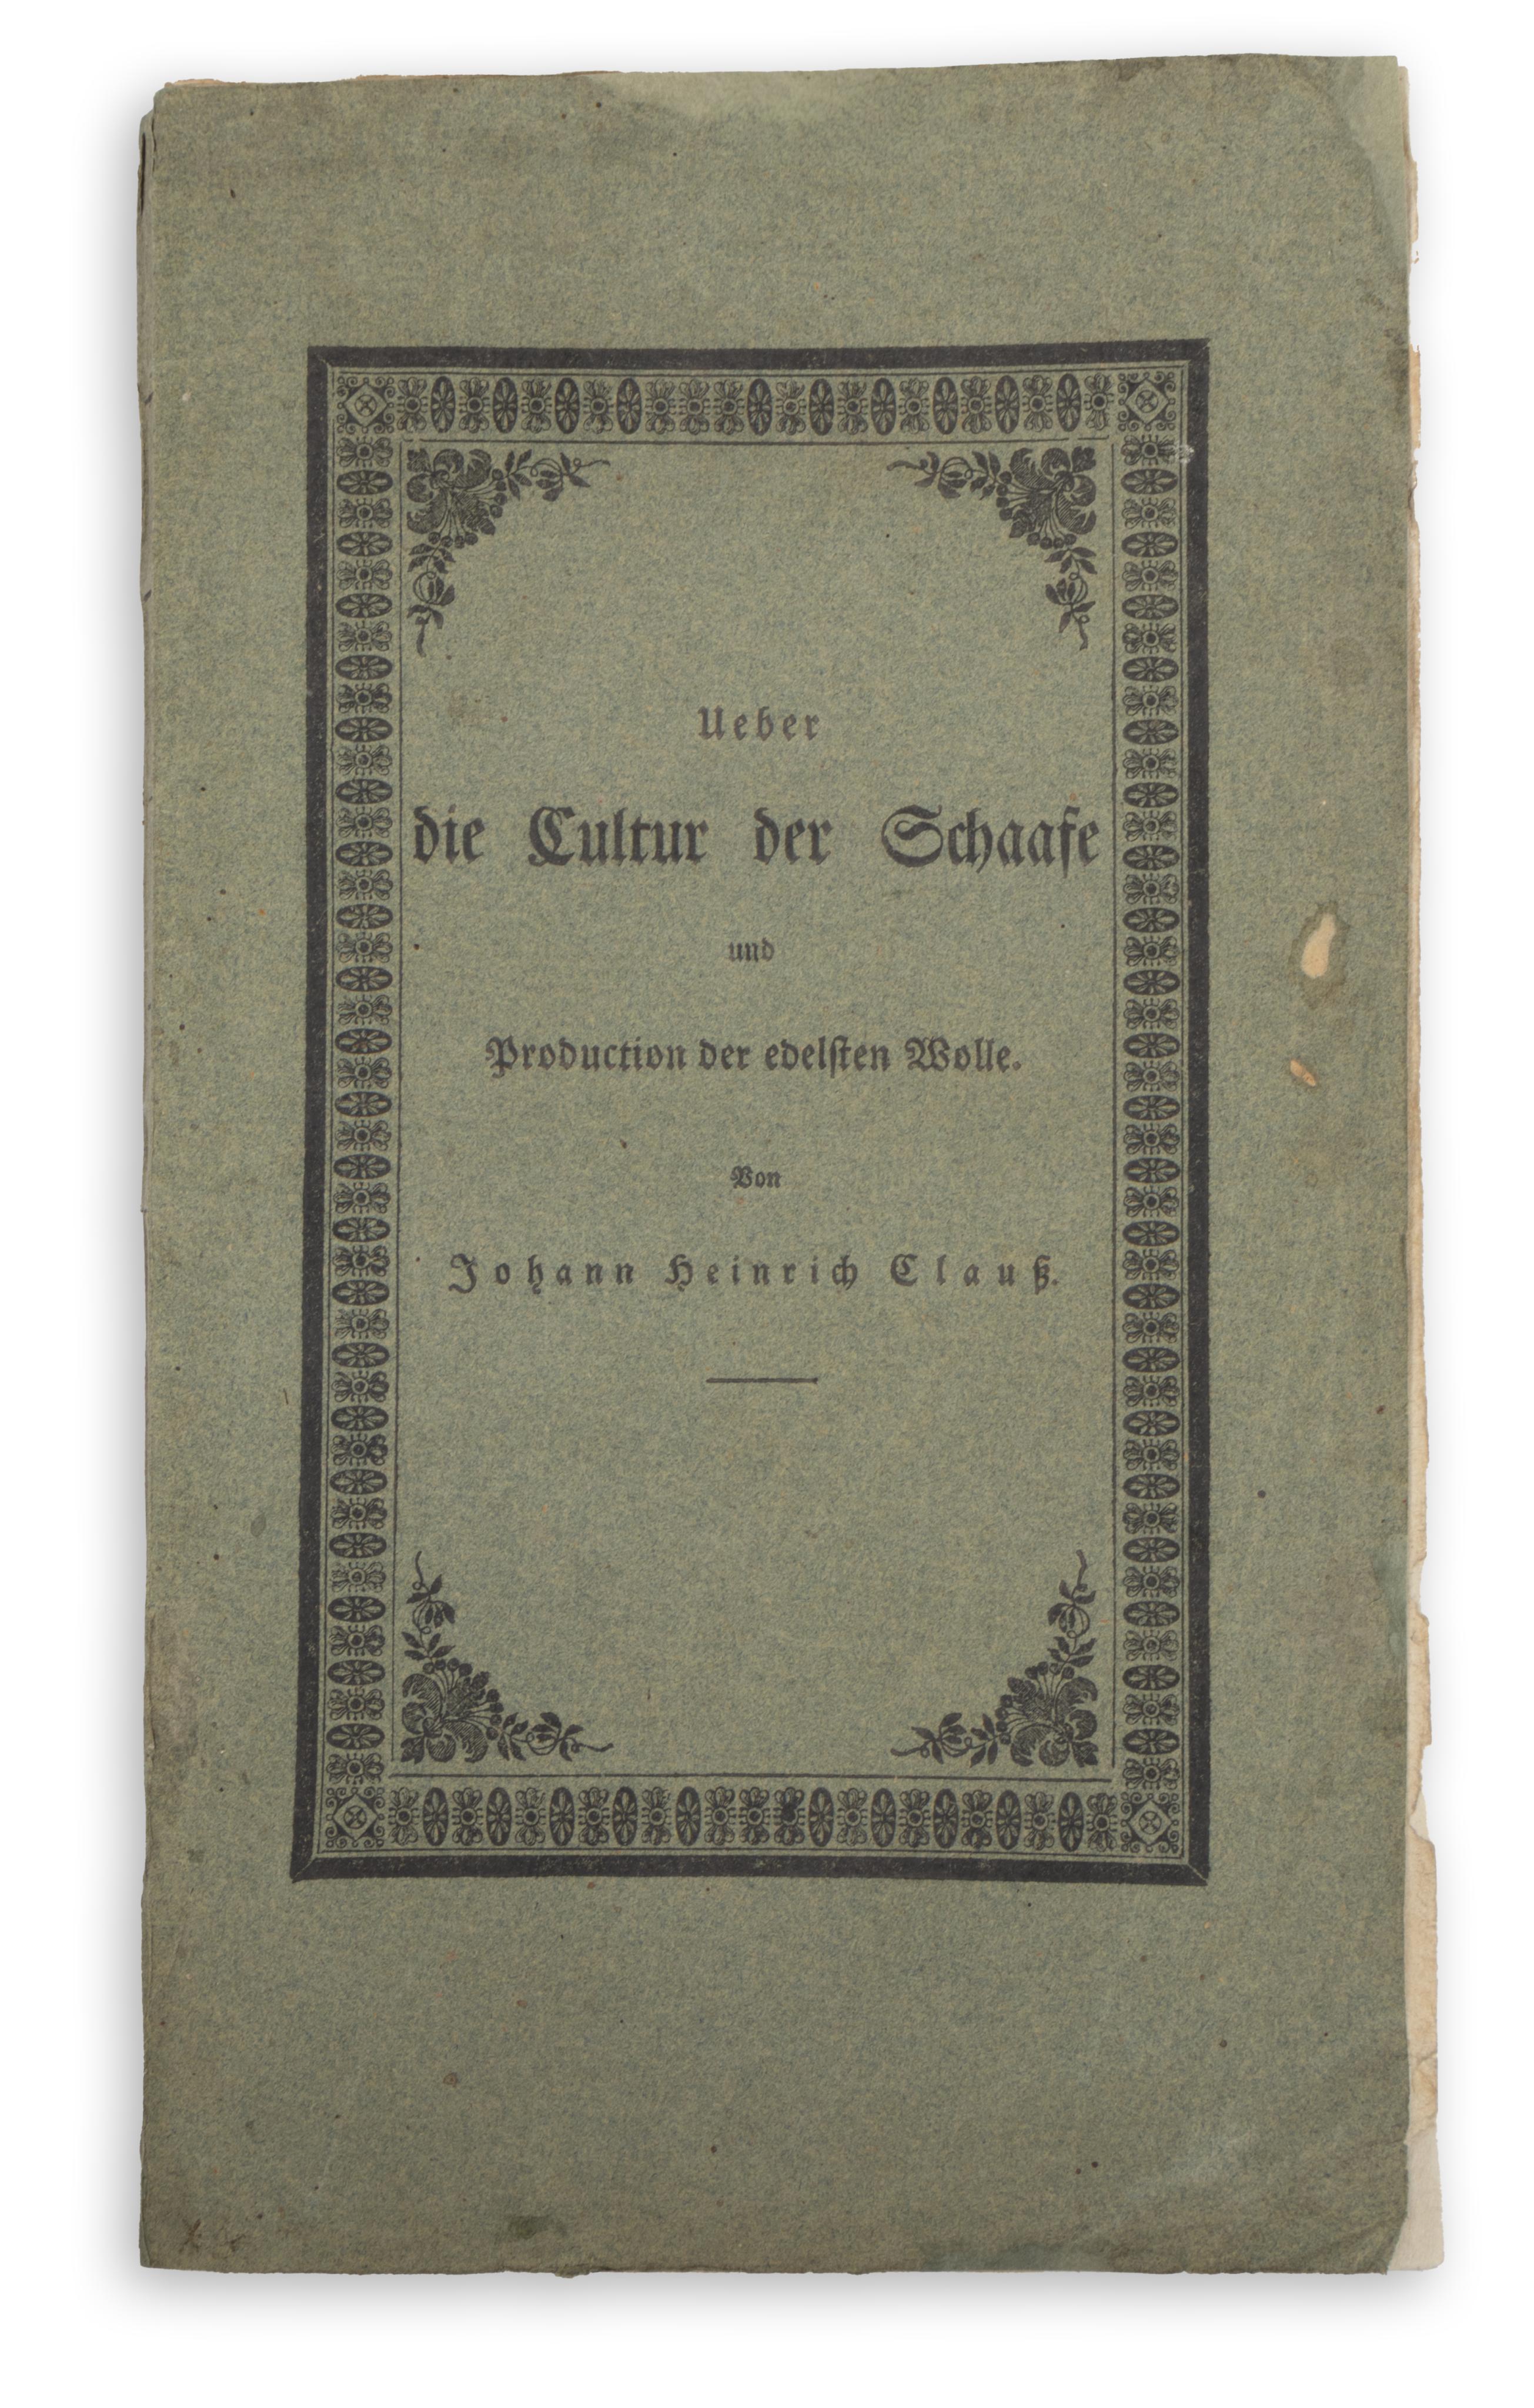 Ueber
die Cultur der Schaafe
und
Production der edelsten Wolle.
Von
Johann Heinrich Clauß.